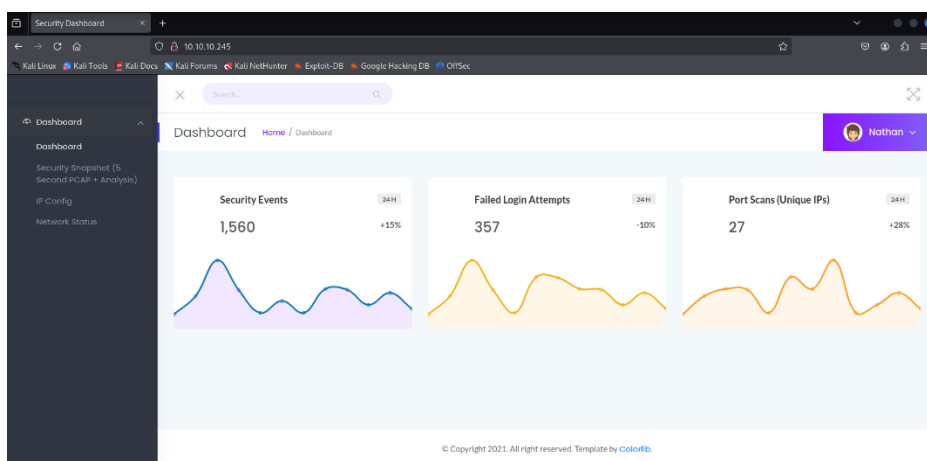 Security Dashboard
10.10.10.245
Kali Linux Kali Tools Kali Docs Kali Forums Kali NetHunter Exploit-DB Google Hacking DB OffSec
Search...
Dashboard
Dashboard Home / Dashboard
Nathan
Dashboard
Security Snapshot (5
Second PCAP + Analysis)
IP Config
Network Status
Security Events 24H
1,560 +15%
Failed Login Attempts 24H
357 -10%
Port Scans (Unique IPs) 24H
27 +28%
© Copyright 2021. All right reserved. Template by Colorlib.